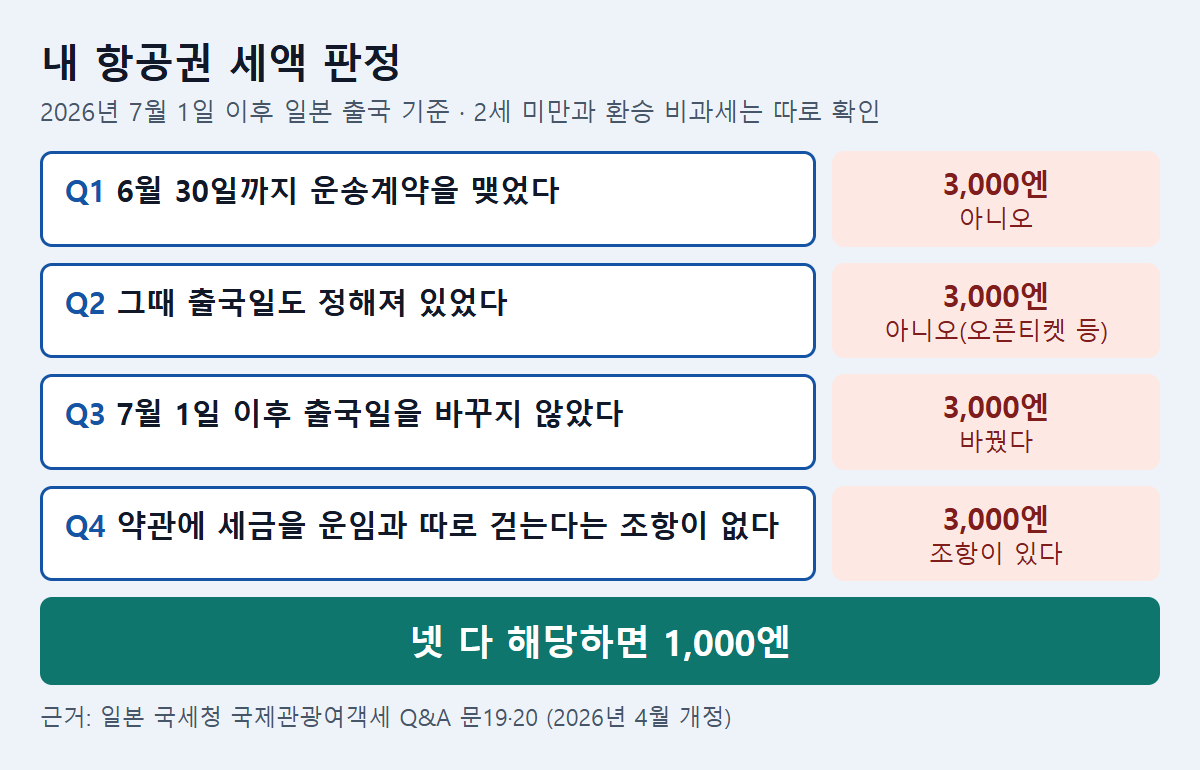 내 항공권 세액 판정
2026년 7월 1일 이후 일본 출국 기준 · 2세 미만과 환승 비과세는 따로 확인
Q1 6월 30일까지 운송계약을 맺었다
3,000엔
아니오
Q2 그때 출국일도 정해져 있었다
3,000엔
아니오(오픈티켓 등)
Q3 7월 1일 이후 출국일을 바꾸지 않았다
3,000엔
바꿨다
Q4 약관에 세금을 운임과 따로 걷는다는 조항이 없다
3,000엔
조항이 있다
넷 다 해당하면 1,000엔
근거: 일본 국세청 국제관광여객세 Q&A 문19·20 (2026년 4월 개정)